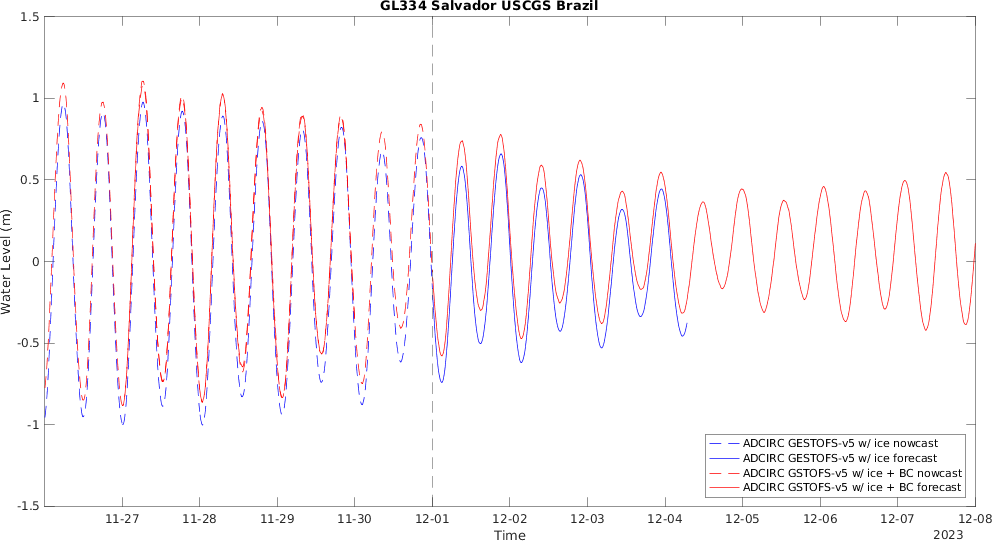 GL334 Salvador USCGS Brazil
Water Level (m)
1.5
1
0.5
0
-0.5
-1
-1.5
11-27
11-28
11-29
11-30
12-01
12-02
12-03
12-04
12-05
12-06
12-07
12-08
Time
2023
ADCIRC GESTOFS-v5 w/ ice nowcast
ADCIRC GESTOFS-v5 w/ ice forecast
ADCIRC GSTOFS-v5 w/ ice + BC nowcast
ADCIRC GSTOFS-v5 w/ ice + BC forecast